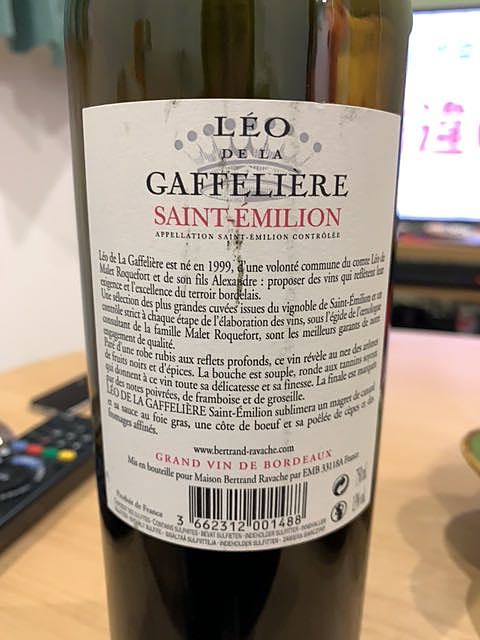 LÉO
DE LA
GAFFELIÈRE
SAINT-EMILION
APPELLATION SAINT-ÉMILION CONTRÔLÉE
Léo de La Gaffelière est né en 1999, d'une volonté commune du comte Léo de
Malet Roquefort et de son fils Alexandre : proposer des vins qui reflètent leur
exigence et l'excellence du terroir bordelais.
Une sélection des plus grandes cuvées issues du vignoble de Saint-Émilion et un
contrôle strict à chaque étape de l'élaboration des vins, sous l'égide de l'œnologue
consultant de la famille Malet Roquefort, sont les meilleurs garants de notre
engagement de qualité.
Paré d'une robe rubis aux reflets profonds, ce vin révèle au nez des arômes
de fruits noirs et d'épices. La bouche est souple, ronde aux tannins soyeux
qui donnent à ce vin toute sa délicatesse et sa finesse. La finale est marquée
par des notes poivrées, de framboise et de groseille.
LÉO DE LA GAFFELIÈRE Saint-Émilion sublimera un magret de canard
et sa sauce au foie gras, une côte de boeuf et sa poêlée de cèpes et des
fromages affinés.
www.bertrand-ravache.com
GRAND VIN DE BORDEAUX
Mis en bouteille pour Maison Bertrand Ravache par EMB 33118A France
Produit de France
750ml
13%vol
3 662312 001488
CONTAINS SULPHITES